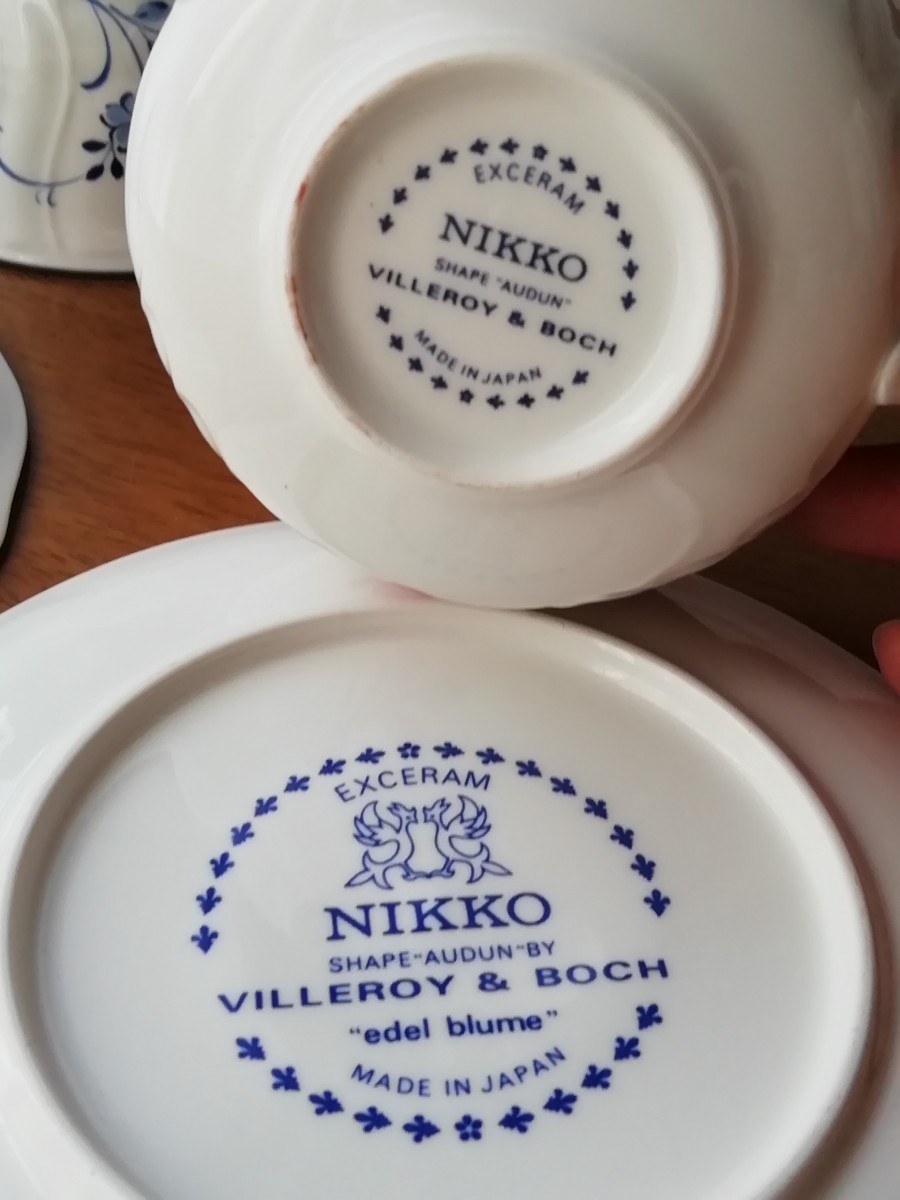 EXCERAM
NIKKO
SHAPE "AUDUN"
VILLEROY & BOCH
MADE IN JAPAN
EXCERAM
NIKKO
SHAPE "AUDUN" BY
VILLEROY & BOCH
"edel blume"
MADE IN JAPAN